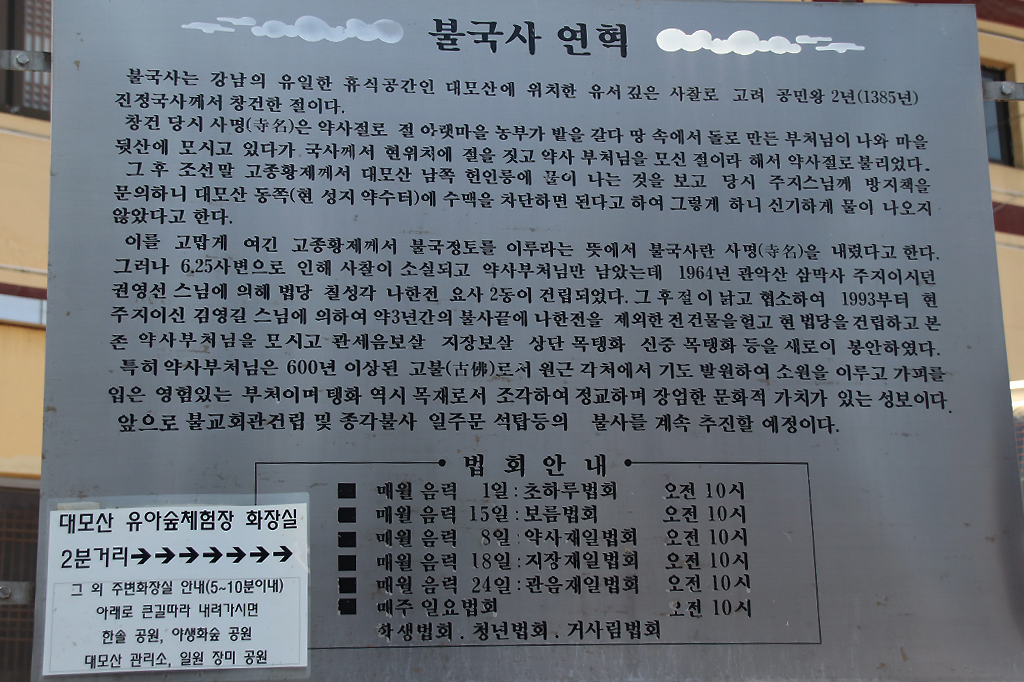 불국사 연혁
불국사는 강남의 유일한 휴식공간인 대모산에 위치한 유서 깊은 사찰로 고려 공민왕 2년(1385년)
진정국사께서 창건한 절이다.
창건 당시 사명(寺名)은 약사절로 절 아랫마을 농부가 밭을 갈다 땅 속에서 돌로 만든 부처님이 나와 마을
뒷산에 모시고 있다가 국사께서 현위치에 절을 짓고 약사 부처님을 모신 절이라 해서 약사절로 불리었다.
그 후 조선말 고종황제께서 대모산 남쪽 헌인릉에 물이 나는 것을 보고 당시 주지스님께 방지책을
문의하니 대모산 동쪽(현 성지 약수터)에 수맥을 차단하면 된다고 하여 그렇게 하니 신기하게 물이 나오지
않았다고 한다.
이를 고맙게 여긴 고종황제께서 불국정토를 이루라는 뜻에서 불국사란 사명(寺名)을 내렸다고 한다.
그러나 6.25사변으로 인해 사찰이 소실되고 약사부처님만 남았는데 1964년 관악산 삼막사 주지이시던
권영선 스님에 의해 법당 칠성각 나한전 요사 2동이 건립되었다. 그 후 절이 낡고 협소하여 1993부터 현
주지이신 김영길 스님에 의하여 약3년간의 불사끝에 나한전을 제외한 전건물을 헐고 현 법당을 건립하고 본
존 약사부처님을 모시고 관세음보살 지장보살 상단 목탱화 신중 목탱화 등을 새로이 봉안하였다.
특히 약사부처님은 600년 이상된 고불(古佛)로서 원근 각처에서 기도 발원하여 소원을 이루고 가피를
입은 영험있는 부처이며 탱화 역시 목재로서 조각하여 정교하며 장엄한 문화적 가치가 있는 성보이다.
앞으로 불교회관건립 및 종각불사 일주문 석탑등의 불사를 계속 추진할 예정이다.
법회안내
■ 매월 음력 1일 : 초하루법회 오전 10시
■ 매월 음력 15일 : 보름법회 오전 10시
■ 매월 음력 8일 : 약사재일법회 오전 10시
■ 매월 음력 18일 : 지장재일법회 오전 10시
■ 매월 음력 24일 : 관음재일법회 오전 10시
■ 매주 일요법회 오전 10시
학생법회 . 청년법회 . 거사림법회
대모산 유아숲체험장 화장실
2분거리→→→→→→→
그 외 주변화장실 안내(5~10분이내)
아래로 큰길따라 내려가시면
한솔 공원, 야생화숲 공원
대모산 관리소, 일원 장미 공원